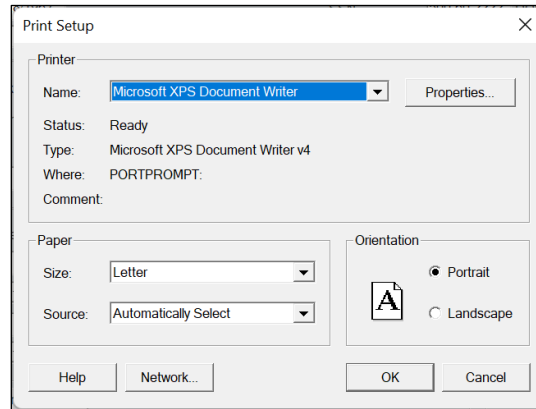 Print Setup
Printer
Name: Microsoft XPS Document Writer Properties...
Status: Ready
Type: Microsoft XPS Document Writer v4
Where: PORTPROMPT:
Comment:
Paper Orientation
Size: Letter Portrait
A
Source: Automatically Select Landscape
Help Network... OK Cancel